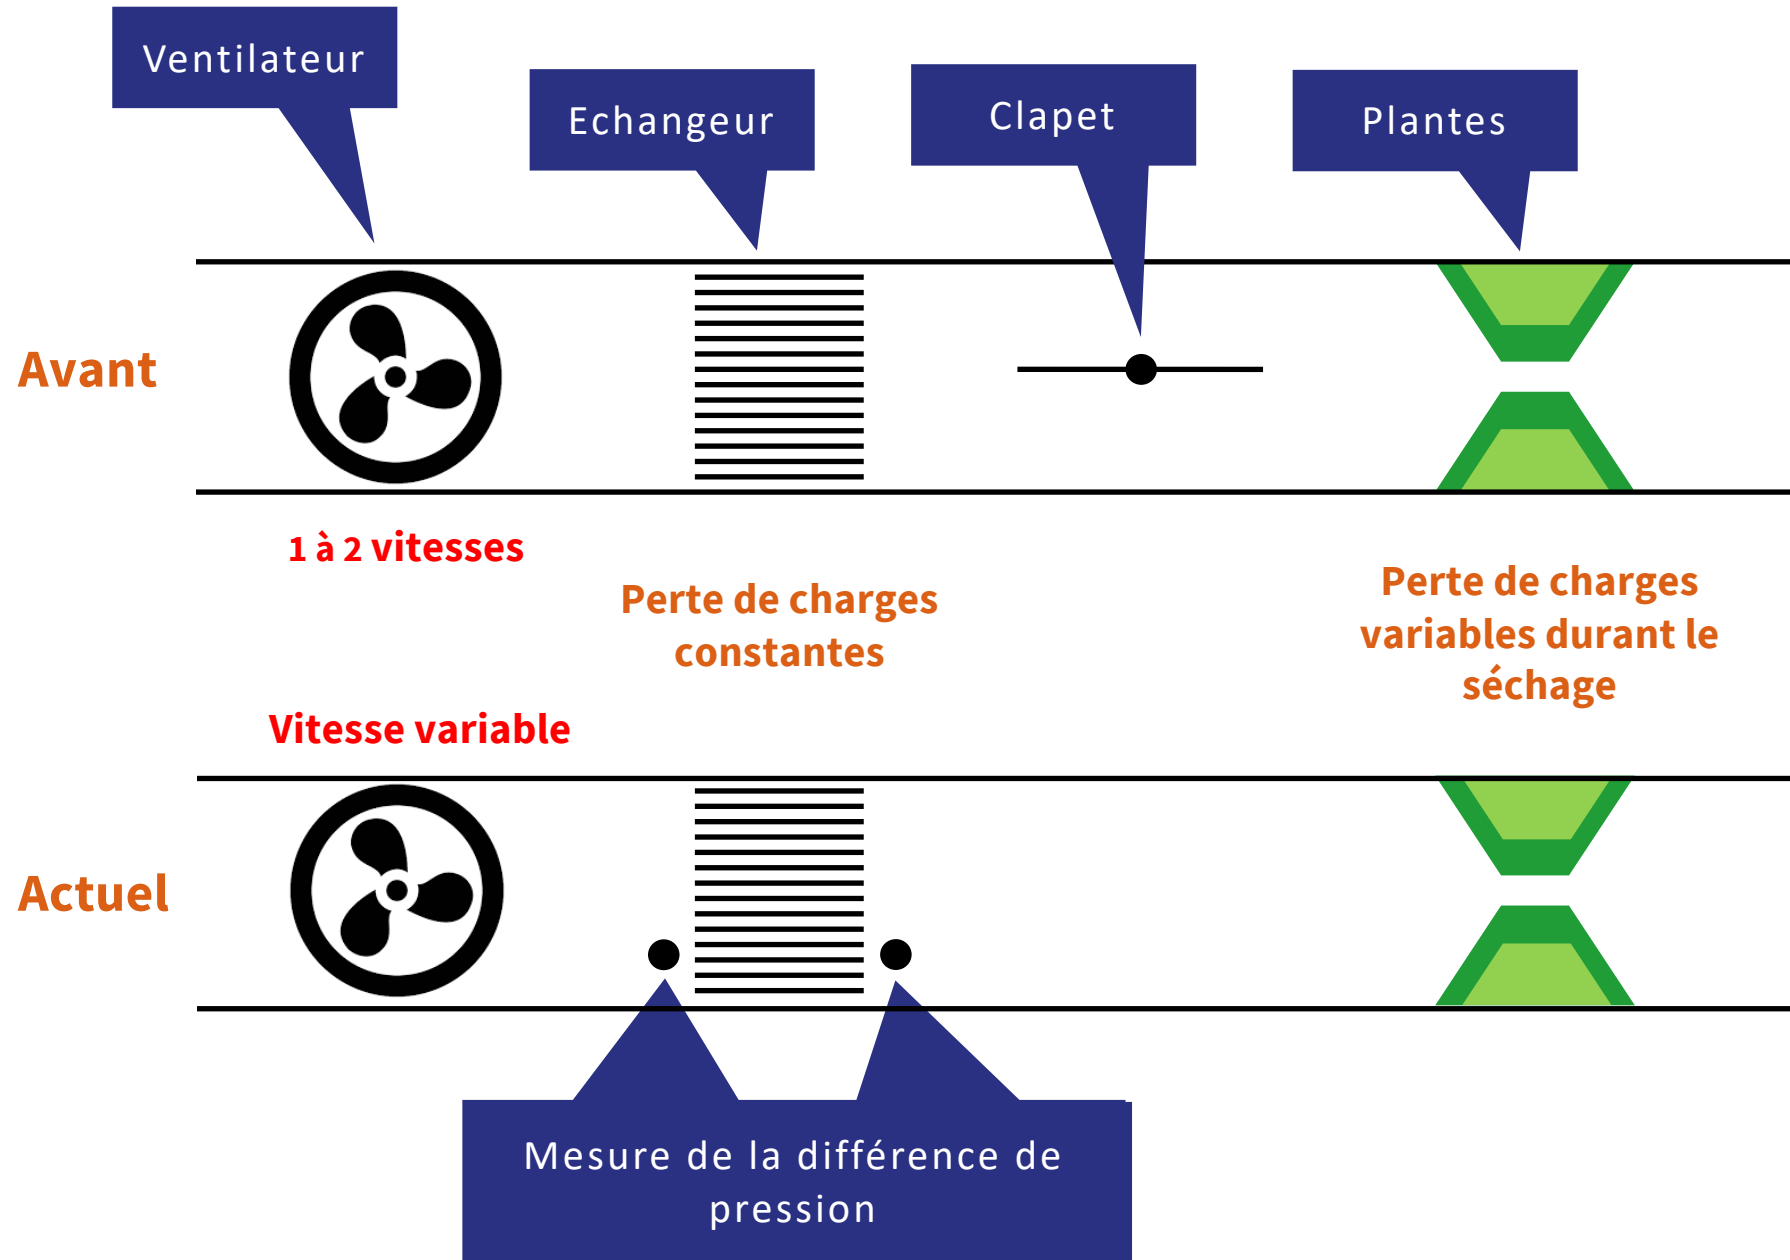 Ventilateur
Echangeur
Clapet
Plantes
Avant
1 à 2 vitesses
Perte de charges
constantes
Perte de charges
variables durant le
séchage
Vitesse variable
Actuel
Mesure de la différence de
pression